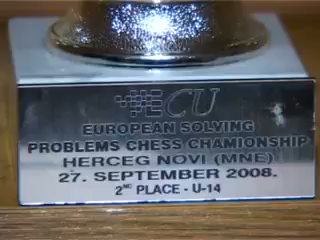 ECU
EUROPEAN SOLVING
PROBLEMS CHESS CHAMIONSHIP
HERCEG NOVI (MNE)
27. SEPTEMBER 2008.
2ND PLACE - U-14